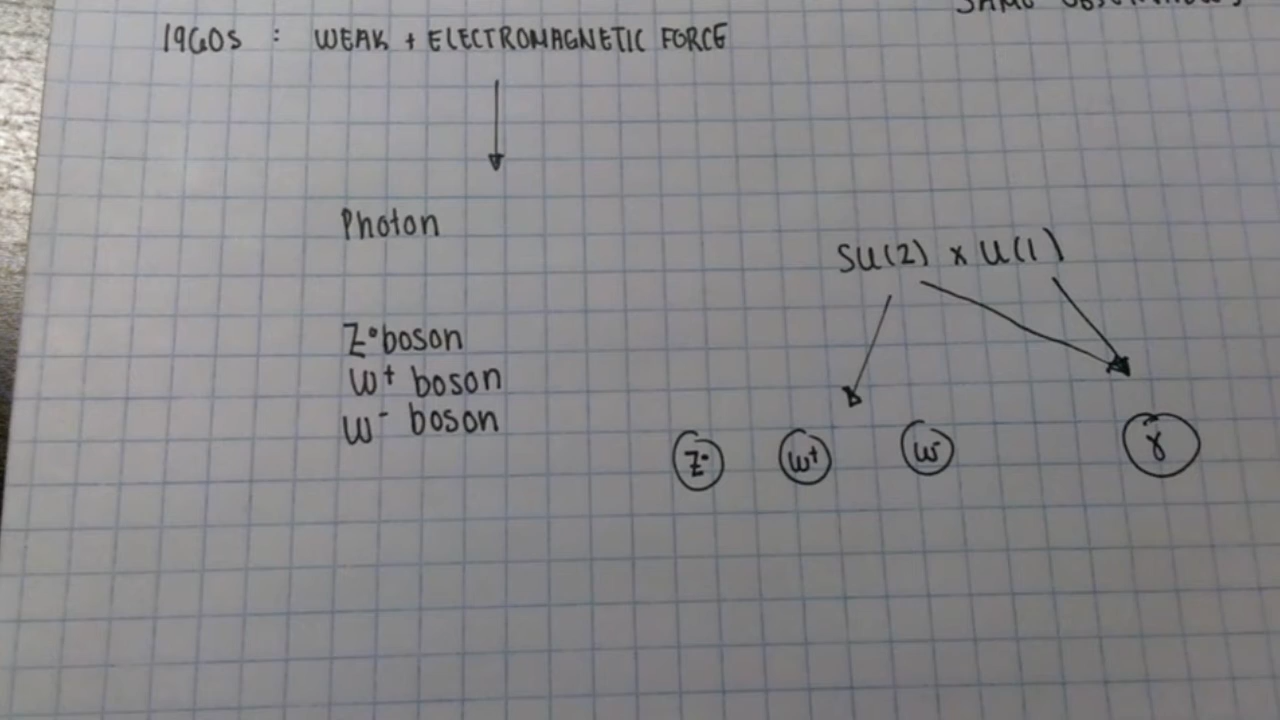 1960s : WEAK + ELECTROMAGNETIC FORCE
Photon
SU(2) x U(1)
Z° boson
W+ boson
W- boson
Z° W+ W- γ